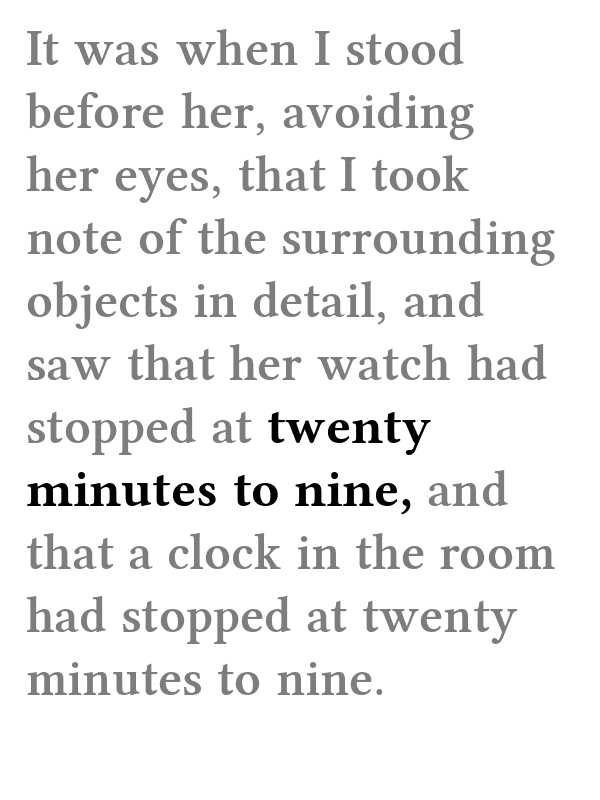 It was when I stood
before her, avoiding
her eyes, that I took
note of the surrounding
objects in detail, and
saw that her watch had
stopped at twenty
minutes to nine, and
that a clock in the room
had stopped at twenty
minutes to nine.